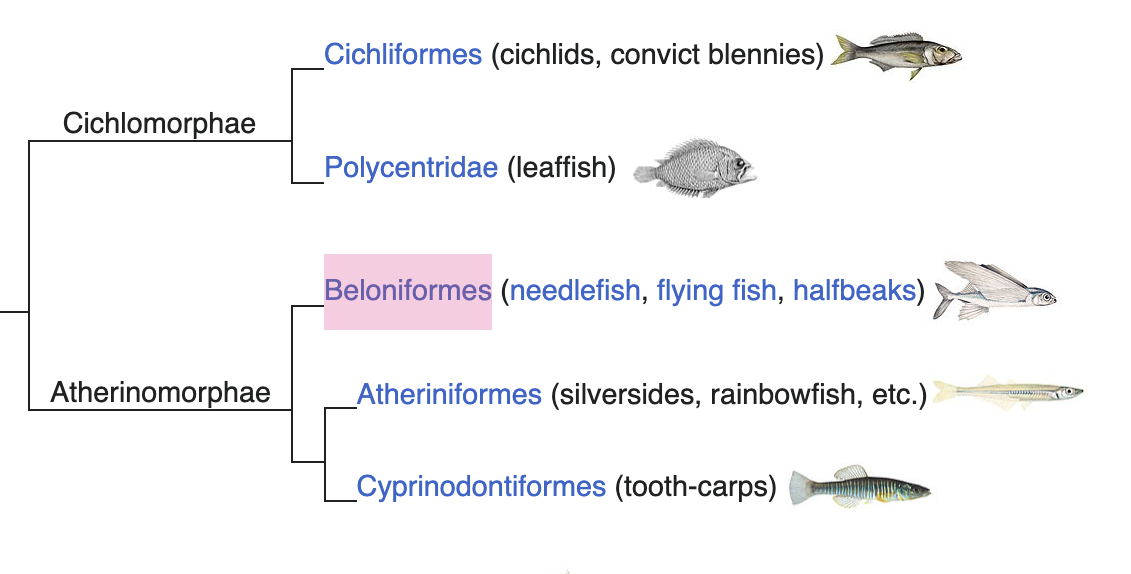 Cichliformes (cichlids, convict blennies)
Cichlomorphae
Polycentridae (leaffish)
Beloniformes (needlefish, flying fish, halfbeaks)
Atherinomorphae
Atheriniformes (silversides, rainbowfish, etc.)
Cyprinodontiformes (tooth-carps)